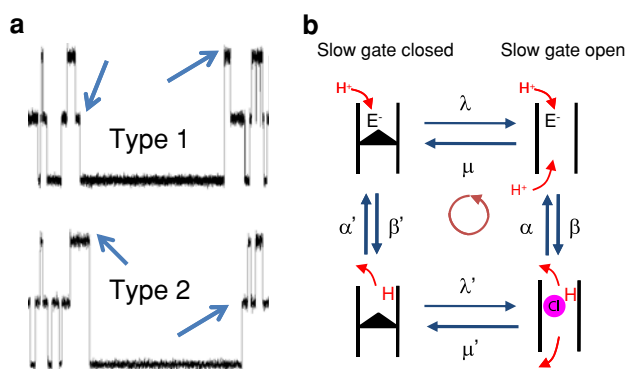 a
Type 1
Type 2
b
Slow gate closed
Slow gate open
H+
E-
λ
μ
H+
E-
H+
α'
β'
α
β
H
λ'
μ'
Cl
H